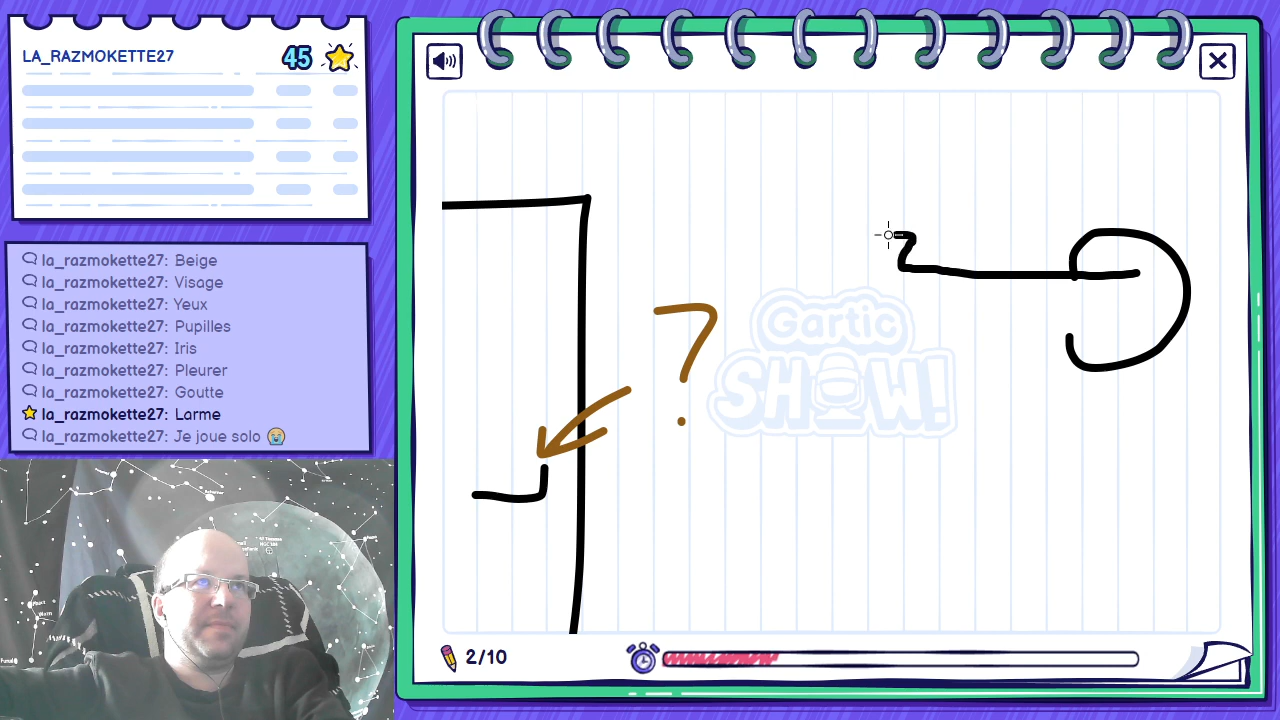 LA_RAZMOKETTE27 45
la_razmokette27: Beige
la_razmokette27: Visage
la_razmokette27: Yeux
la_razmokette27: Pupilles
la_razmokette27: Iris
la_razmokette27: Pleurer
la_razmokette27: Goutte
la_razmokette27: Larme
la_razmokette27: Je joue solo 😭
?
Gartic
SHOW!
2/10